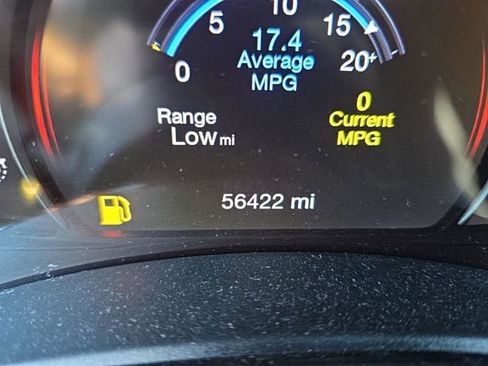 10
5
15
17.4
Average
MPG
0
20+
0
Current
MPG
Range
Low mi
56422 mi